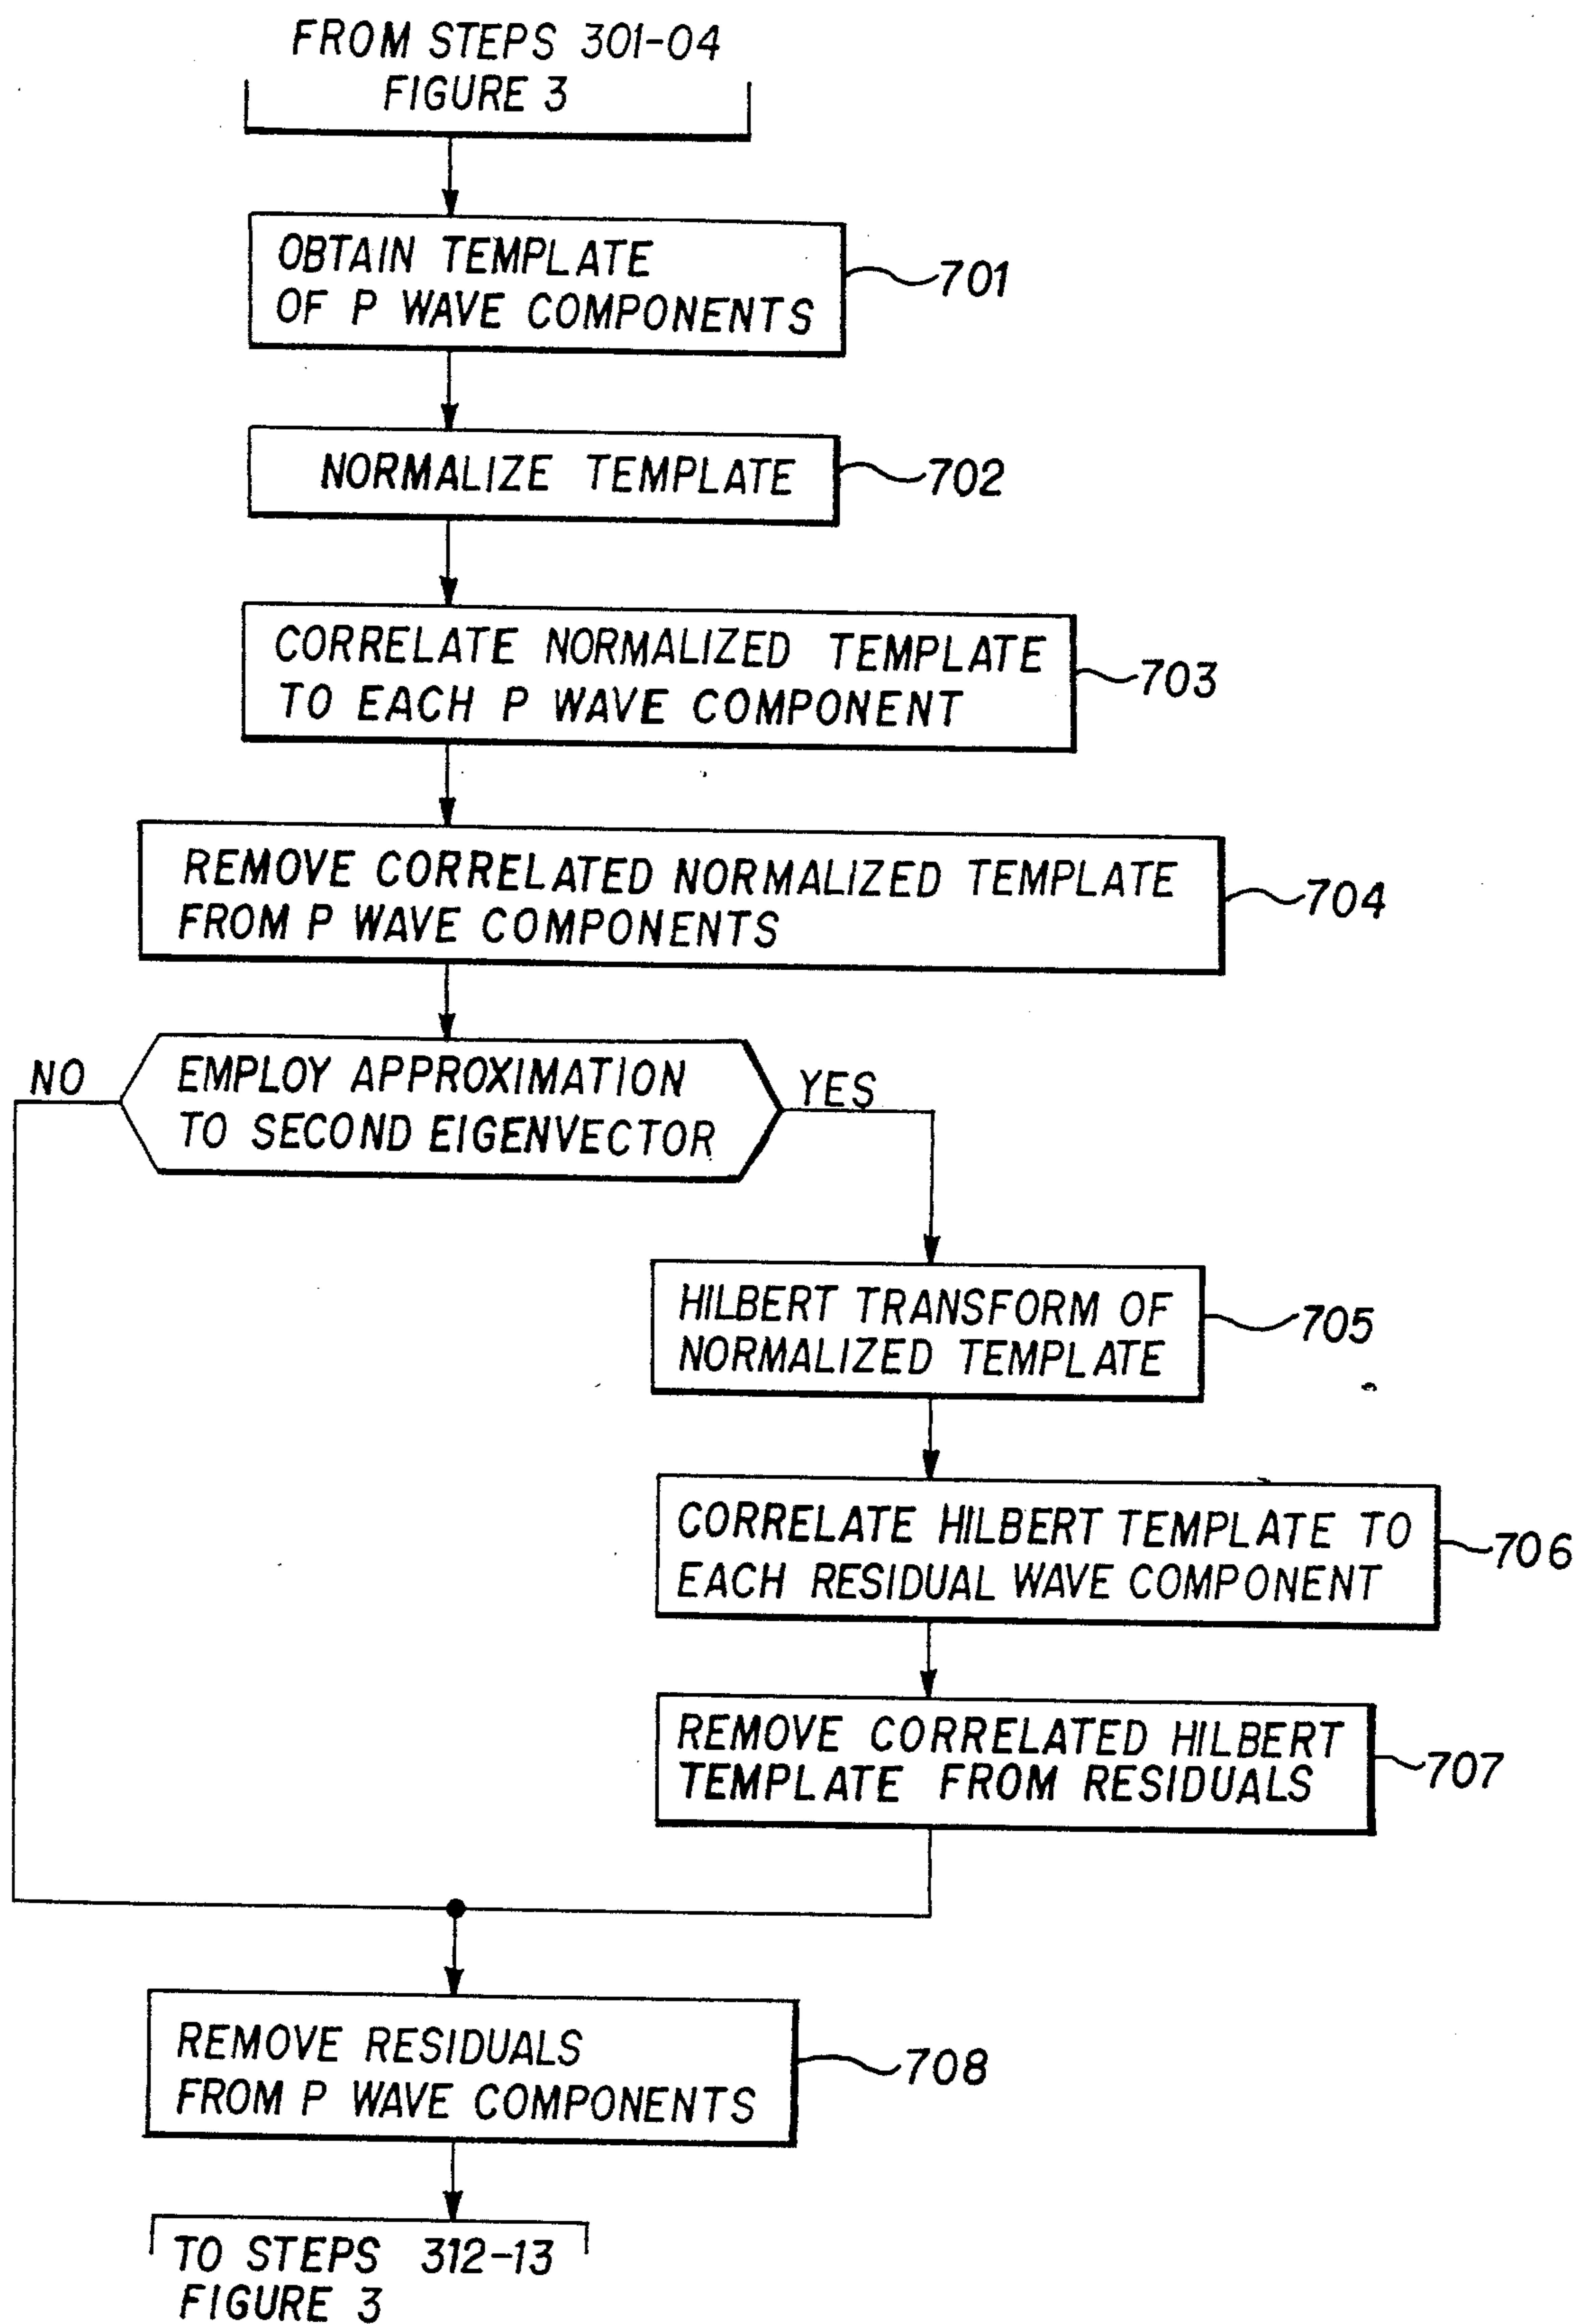 FROM STEPS 301-04
FIGURE 3
OBTAIN TEMPLATE
OF P WAVE COMPONENTS
701
NORMALIZE TEMPLATE
702
CORRELATE NORMALIZED TEMPLATE
TO EACH P WAVE COMPONENT
703
REMOVE CORRELATED NORMALIZED TEMPLATE
FROM P WAVE COMPONENTS
704
NO
EMPLOY APPROXIMATION
TO SECOND EIGENVECTOR
YES
HILBERT TRANSFORM OF
NORMALIZED TEMPLATE
705
CORRELATE HILBERT TEMPLATE TO
EACH RESIDUAL WAVE COMPONENT
706
REMOVE CORRELATED HILBERT
TEMPLATE FROM RESIDUALS
707
REMOVE RESIDUALS
FROM P WAVE COMPONENTS
708
TO STEPS 312-13
FIGURE 3